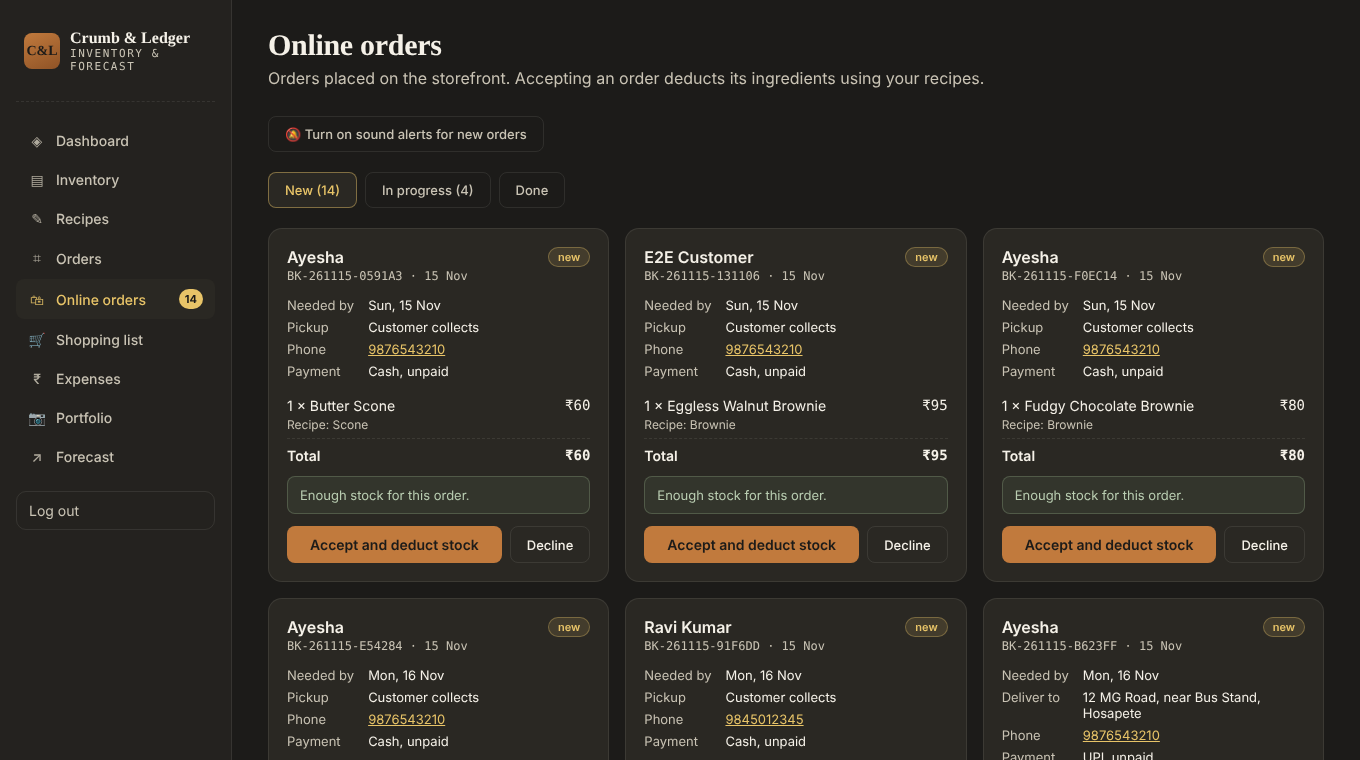 C&L
Crumb & Ledger
INVENTORY &
FORECAST
Dashboard
Inventory
Recipes
Orders
Online orders 14
Shopping list
₹ Expenses
Portfolio
Forecast
Log out
Online orders
Orders placed on the storefront. Accepting an order deducts its ingredients using your recipes.
Turn on sound alerts for new orders
New (14) In progress (4) Done
Ayesha new
BK-261115-0591A3 · 15 Nov
Needed by Sun, 15 Nov
Pickup Customer collects
Phone 9876543210
Payment Cash, unpaid
1 × Butter Scone ₹60
Recipe: Scone
Total ₹60
Enough stock for this order.
Accept and deduct stock Decline
E2E Customer new
BK-261115-131106 · 15 Nov
Needed by Sun, 15 Nov
Pickup Customer collects
Phone 9876543210
Payment Cash, unpaid
1 × Eggless Walnut Brownie ₹95
Recipe: Brownie
Total ₹95
Enough stock for this order.
Accept and deduct stock Decline
Ayesha new
BK-261115-F0EC14 · 15 Nov
Needed by Sun, 15 Nov
Pickup Customer collects
Phone 9876543210
Payment Cash, unpaid
1 × Fudgy Chocolate Brownie ₹80
Recipe: Brownie
Total ₹80
Enough stock for this order.
Accept and deduct stock Decline
Ayesha new
BK-261115-E54284 · 15 Nov
Needed by Mon, 16 Nov
Pickup Customer collects
Phone 9876543210
Payment Cash, unpaid
Ravi Kumar new
BK-261115-91F6DD · 15 Nov
Needed by Mon, 16 Nov
Pickup Customer collects
Phone 9845012345
Payment Cash, unpaid
Ayesha new
BK-261115-B623FF · 15 Nov
Needed by Mon, 16 Nov
Deliver to 12 MG Road, near Bus Stand,
Hosapete
Phone 9876543210
Payment UPI, unpaid